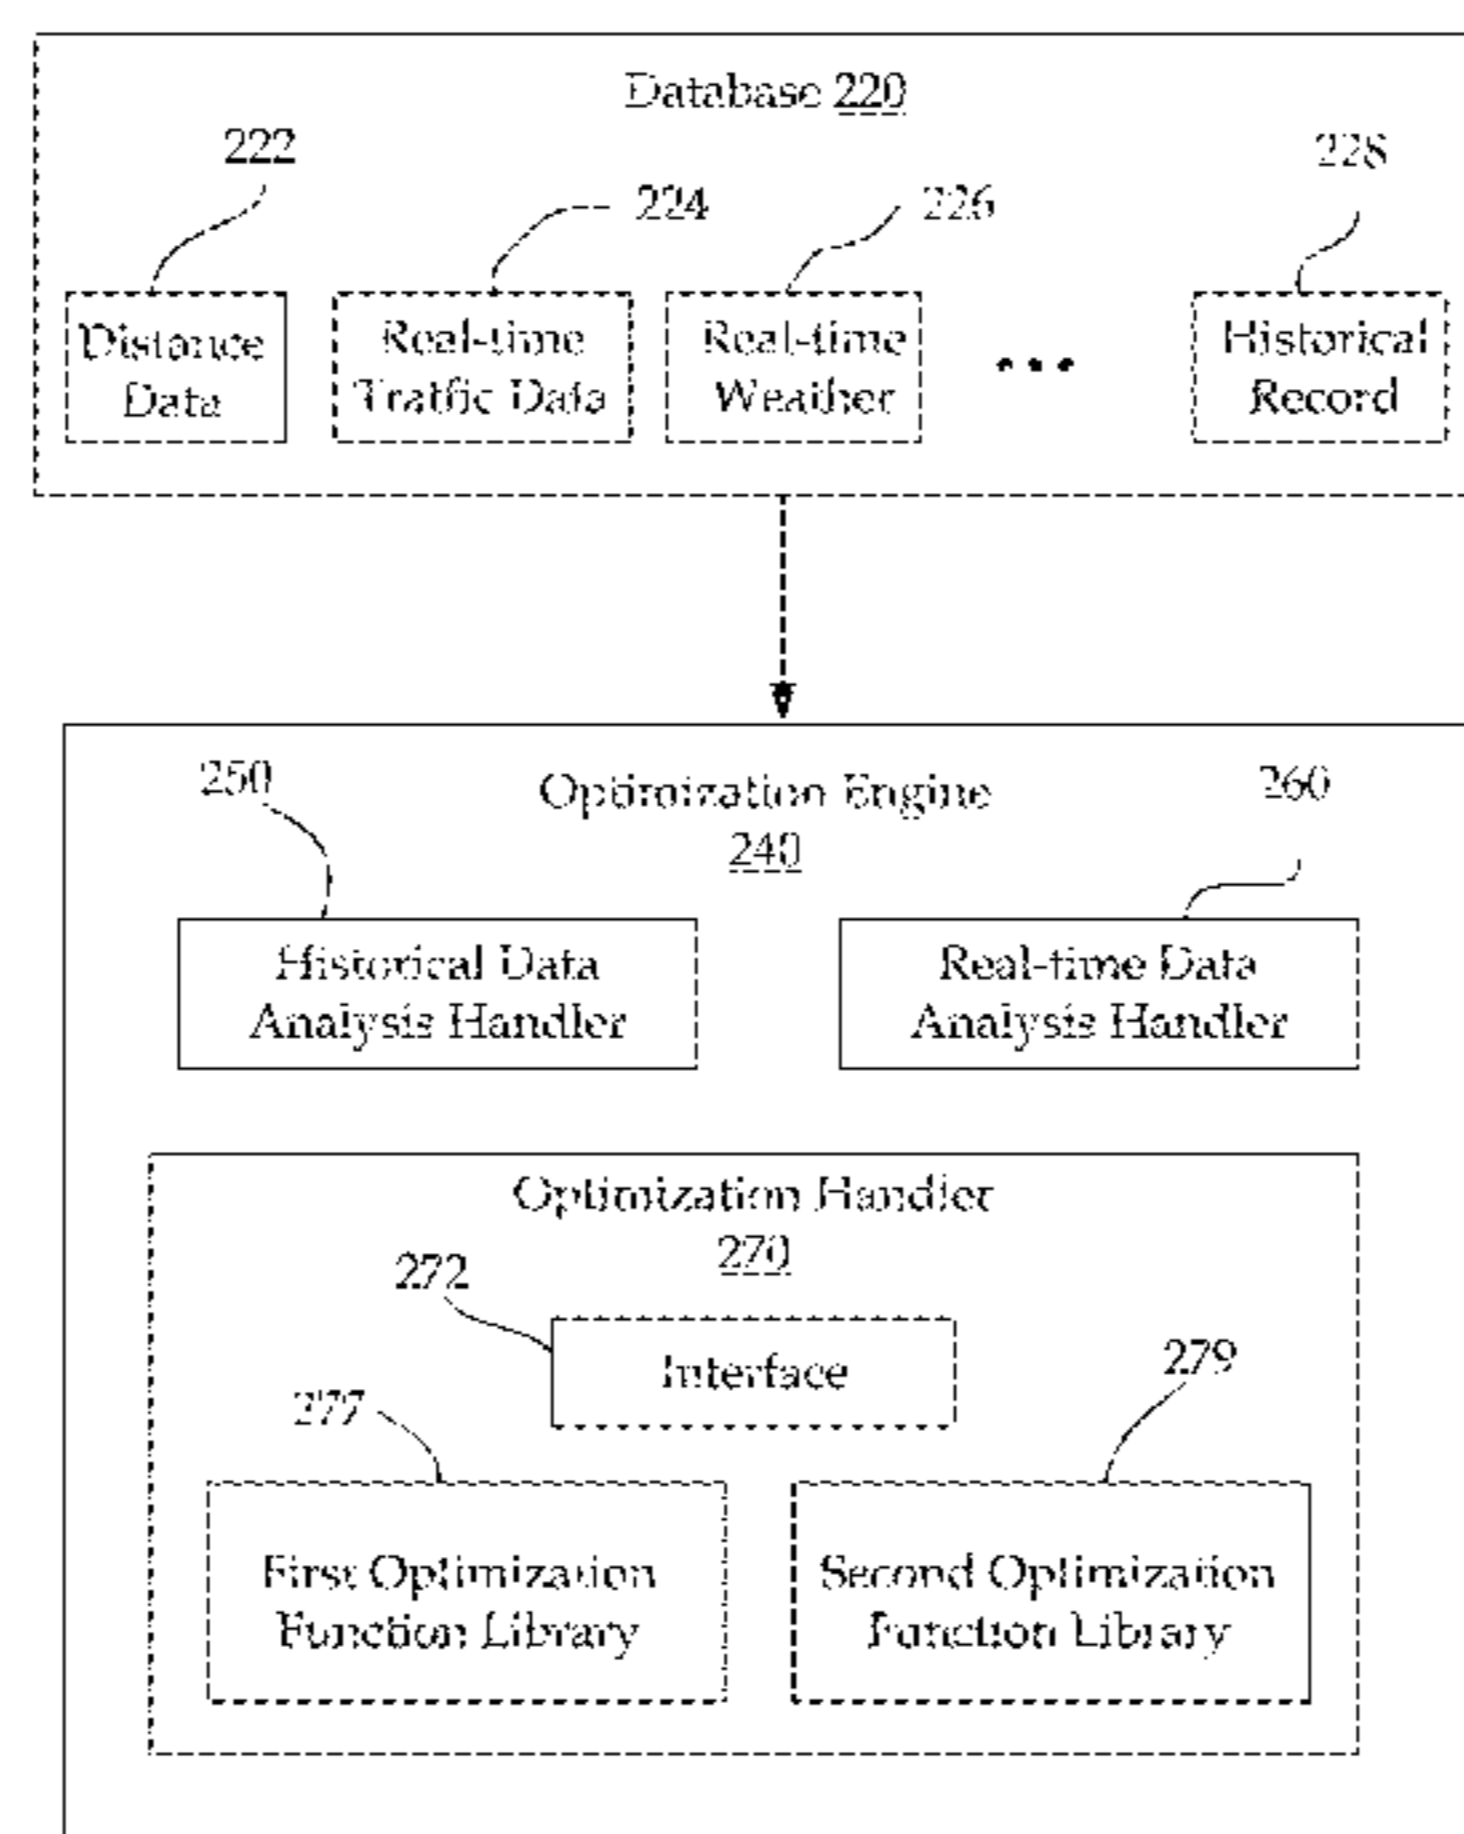 Database 220
222
224
226
228
Distance
Data
Real-time
Traffic Data
Real-time
Weather
Historical
Record
250
Optimization Engine
240
260
Historical Data
Analysis Handler
Real-time Data
Analysis Handler
Optimization Handler
270
272
Interface
277
279
First Optimization
Function Library
Second Optimization
Function Library